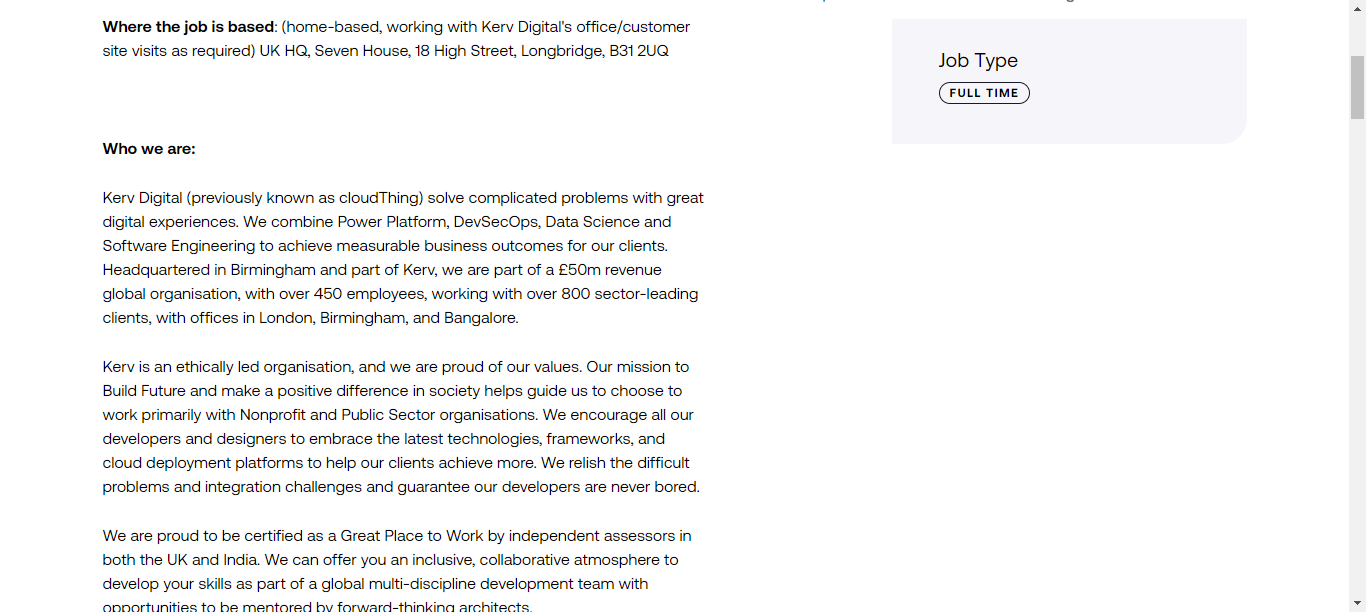 Where the job is based: (home-based, working with Kerv Digital's office/customer
site visits as required) UK HQ, Seven House, 18 High Street, Longbridge, B31 2UQ
Job Type
FULL TIME
Who we are:
Kerv Digital (previously known as cloudThing) solve complicated problems with great
digital experiences. We combine Power Platform, DevSecOps, Data Science and
Software Engineering to achieve measurable business outcomes for our clients.
Headquartered in Birmingham and part of Kerv, we are part of a £50m revenue
global organisation, with over 450 employees, working with over 800 sector-leading
clients, with offices in London, Birmingham, and Bangalore.
Kerv is an ethically led organisation, and we are proud of our values. Our mission to
Build Future and make a positive difference in society helps guide us to choose to
work primarily with Nonprofit and Public Sector organisations. We encourage all our
developers and designers to embrace the latest technologies, frameworks, and
cloud deployment platforms to help our clients achieve more. We relish the difficult
problems and integration challenges and guarantee our developers are never bored.
We are proud to be certified as a Great Place to Work by independent assessors in
both the UK and India. We can offer you an inclusive, collaborative atmosphere to
develop your skills as part of a global multi-discipline development team with
opportunities to be mentored by forward-thinking architects.